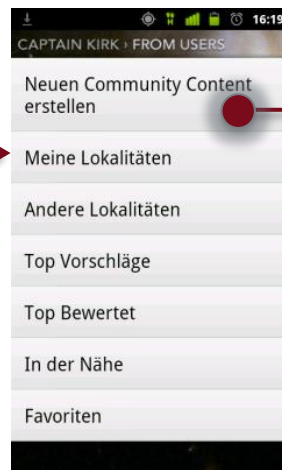 16:19
CAPTAIN KIRK › FROM USERS
Neuen Community Content
erstellen
Meine Lokalitäten
Andere Lokalitäten
Top Vorschläge
Top Bewertet
In der Nähe
Favoriten